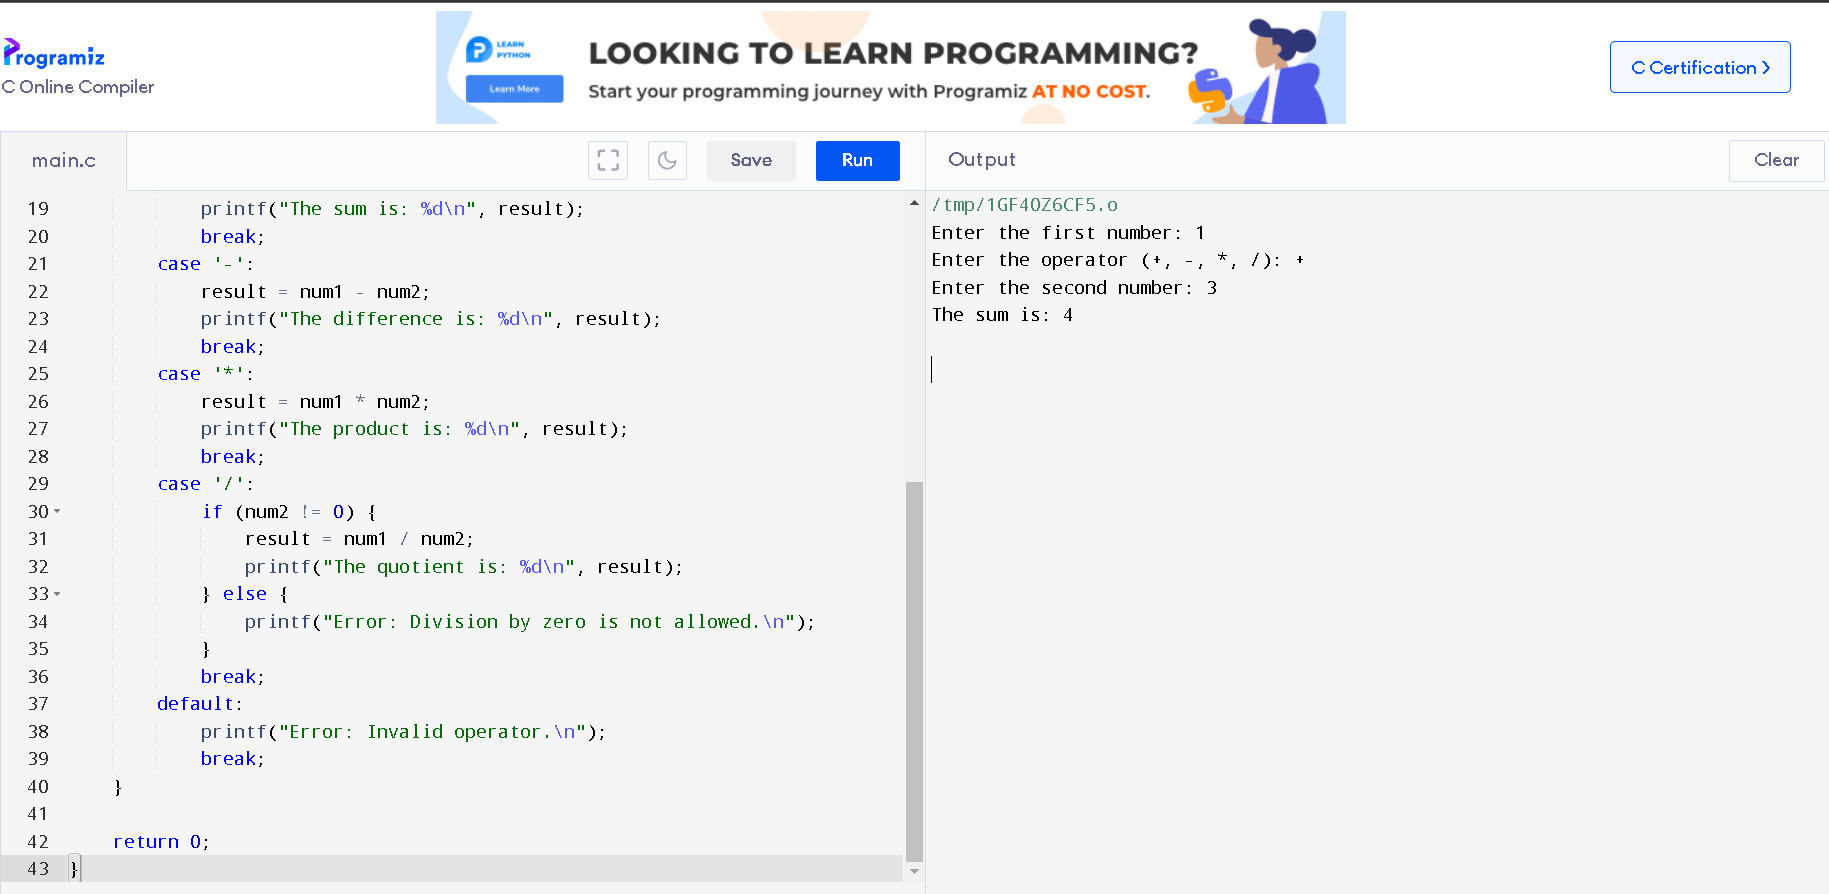 Programiz
C Online Compiler
LEARN
PYTHON
Learn More
LOOKING TO LEARN PROGRAMMING?
Start your programming journey with Programiz AT NO COST.
C Certification
main.c
Save
Run
Output
Clear
19 printf("The sum is: %d\n", result);
20 break;
21 case '-':
22 result = num1 - num2;
23 printf("The difference is: %d\n", result);
24 break;
25 case '*':
26 result = num1 * num2;
27 printf("The product is: %d\n", result);
28 break;
29 case '/':
30 if (num2 != 0) {
31 result = num1 / num2;
32 printf("The quotient is: %d\n", result);
33 } else {
34 printf("Error: Division by zero is not allowed.\n");
35 }
36 break;
37 default:
38 printf("Error: Invalid operator.\n");
39 break;
40 }
41
42 return 0;
43 }
/tmp/1GF4OZ6CF5.o
Enter the first number: 1
Enter the operator (+, -, *, /): +
Enter the second number: 3
The sum is: 4